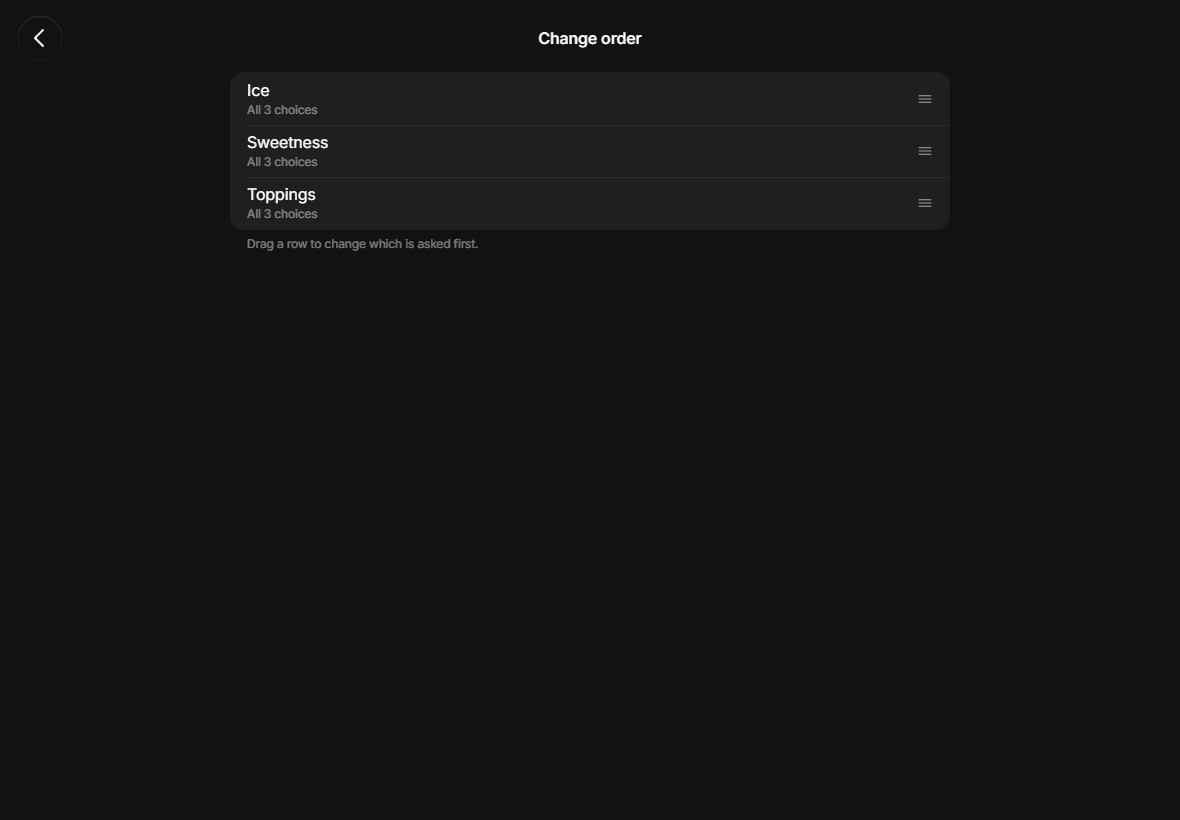 Change order
Ice
All 3 choices
Sweetness
All 3 choices
Toppings
All 3 choices
Drag a row to change which is asked first.